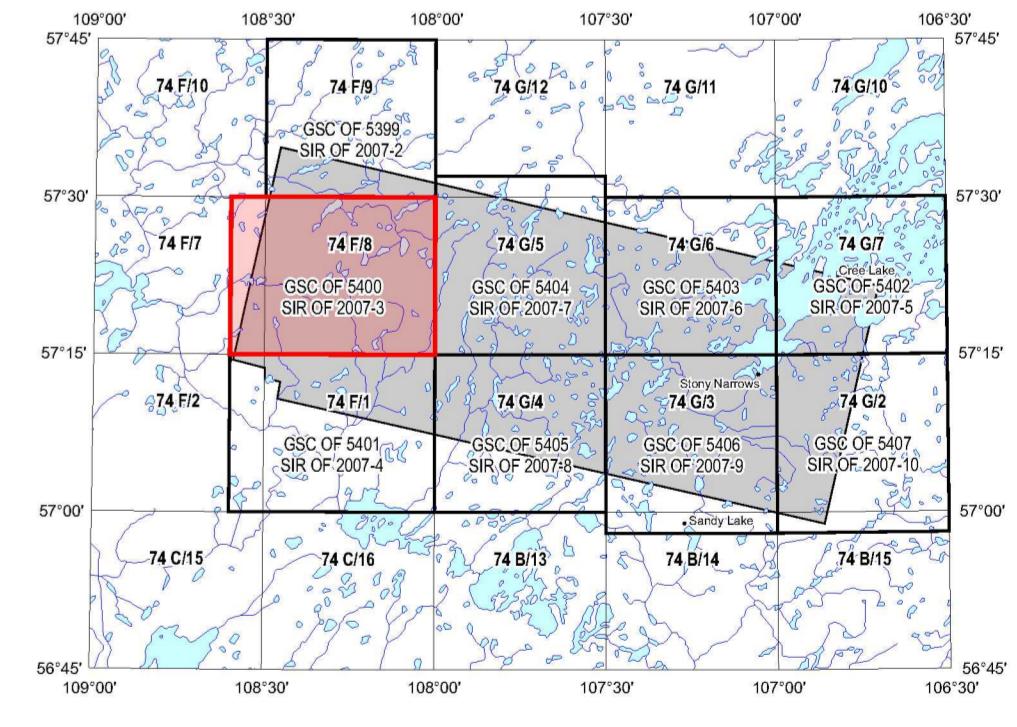 109°00'
108°30'
108°00'
107°30'
107°00'
106°30'
57°45'
57°45'
74 F/10
74 F/9
74 G/12
74 G/11
74 G/10
GSC OF 5399
SIR OF 2007-2
57°30'
57°30'
74 F/7
74 F/8
74 G/5
74 G/6
74 G/7
Cree Lake
GSC OF 5400
SIR OF 2007-3
GSC OF 5404
SIR OF 2007-7
GSC OF 5403
SIR OF 2007-6
GSC OF 5402
SIR OF 2007-5
57°15'
57°15'
Stony Narrows
74 F/2
74 F/1
74 G/4
74 G/3
74 G/2
GSC OF 5401
SIR OF 2007-4
GSC OF 5405
SIR OF 2007-8
GSC OF 5406
SIR OF 2007-9
GSC OF 5407
SIR OF 2007-10
57°00'
57°00'
Sandy Lake
74 C/15
74 C/16
74 B/13
74 B/14
74 B/15
56°45'
56°45'
109°00'
108°30'
108°00'
107°30'
107°00'
106°30'